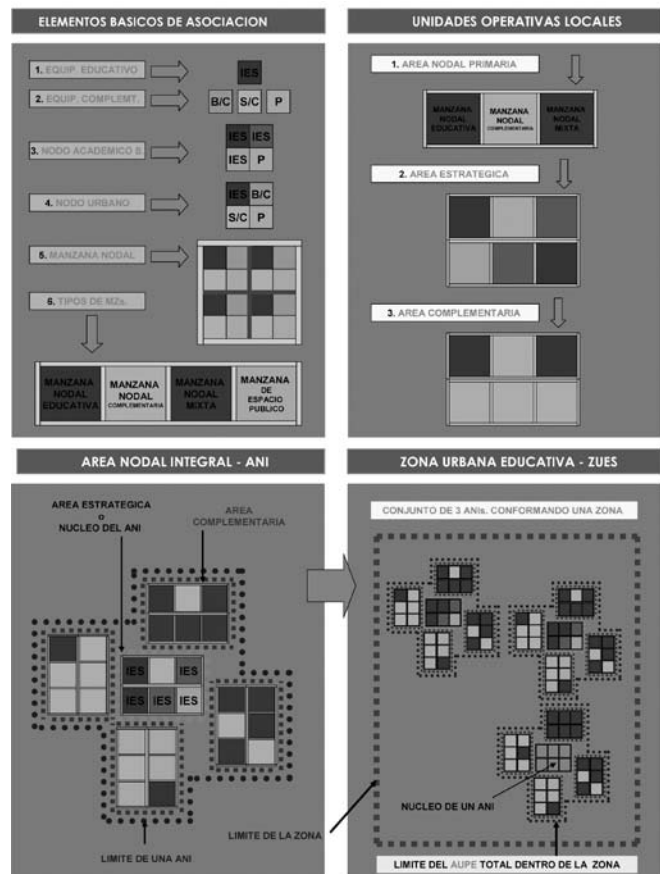 ELEMENTOS BASICOS DE ASOCIACION
1. EQUIP. EDUCATIVO
IES
2. EQUIP. COMPLEMT.
B/C S/C P
3. NODO ACADEMICO B.
IES IES
IES P
4. NODO URBANO
IES B/C
S/C P
5. MANZANA NODAL
6. TIPOS DE MZs.
MANZANA NODAL EDUCATIVA
MANZANA NODAL COMPLEMENTARIA
MANZANA NODAL MIXTA
MANZANA DE ESPACIO PUBLICO
UNIDADES OPERATIVAS LOCALES
1. AREA NODAL PRIMARIA
MANZANA NODAL EDUCATIVA
MANZANA NODAL COMPLEMENTARIA
MANZANA NODAL MIXTA
2. AREA ESTRATEGICA
3. AREA COMPLEMENTARIA
AREA NODAL INTEGRAL - ANI
AREA ESTRATEGICA
o
NUCLEO DEL ANI
AREA
COMPLEMENTARIA
IES IES
IES IES IES
LIMITE DE UNA ANI
LIMITE DE LA ZONA
ZONA URBANA EDUCATIVA - ZUES
CONJUNTO DE 3 ANIs. CONFORMANDO UNA ZONA
NUCLEO DE UN ANI
LIMITE DEL AUPE TOTAL DENTRO DE LA ZONA